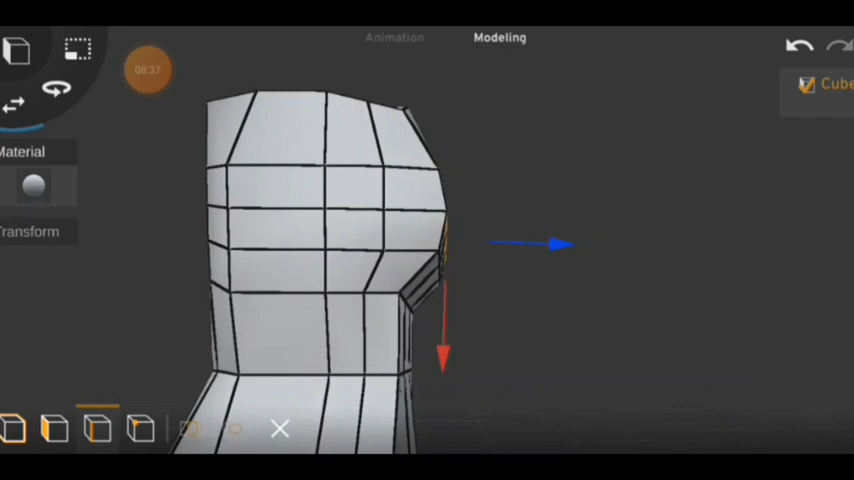 Animation
Modeling
08:37
Cube
Material
Transform